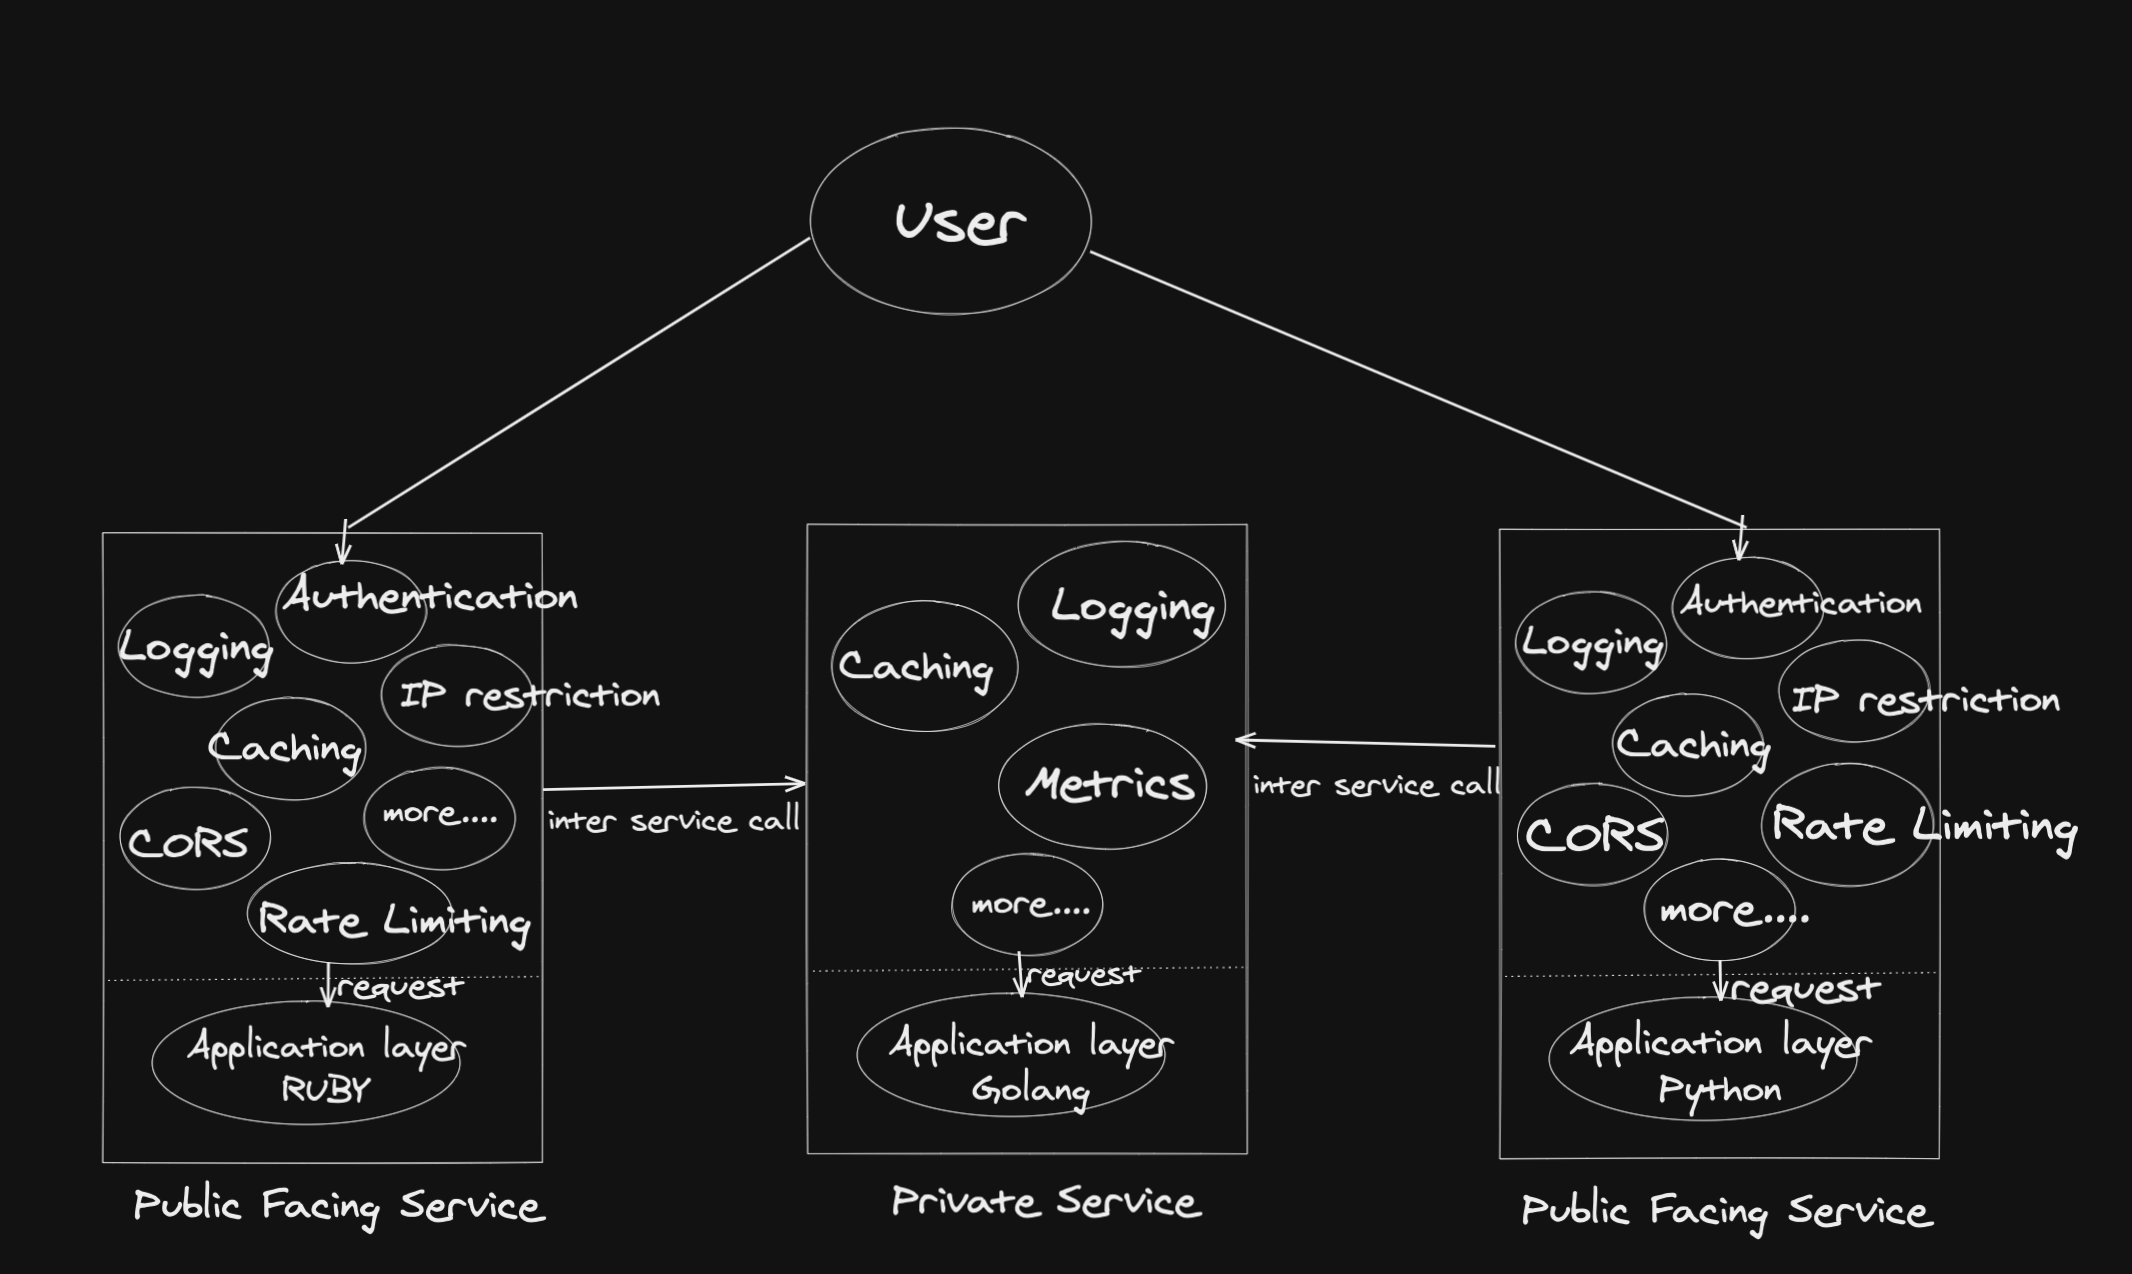 User
Authentication
Logging
IP restriction
Caching
more....
CORS
Rate Limiting
request
Application layer
RUBY
Public Facing Service
inter service call
Logging
Caching
Metrics
more....
request
Application layer
Golang
Private Service
inter service call
Authentication
Logging
IP restriction
Caching
Rate Limiting
CORS
more....
request
Application layer
Python
Public Facing Service